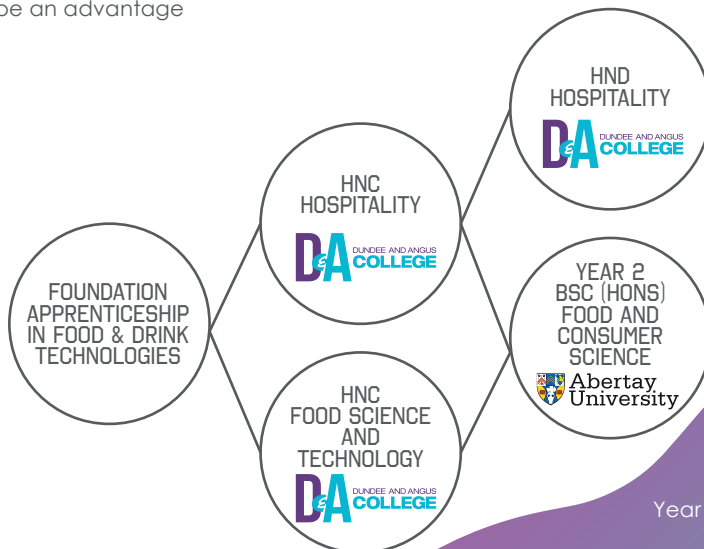 be an advantage
HND
HOSPITALITY
D&A DUNDEE AND ANGUS
COLLEGE
HNC
HOSPITALITY
D&A DUNDEE AND ANGUS
COLLEGE
FOUNDATION
APPRENTICESHIP
IN FOOD & DRINK
TECHNOLOGIES
YEAR 2
BSC (HONS)
FOOD AND
CONSUMER
SCIENCE
Abertay
University
HNC
FOOD SCIENCE
AND
TECHNOLOGY
D&A DUNDEE AND ANGUS
COLLEGE
Year